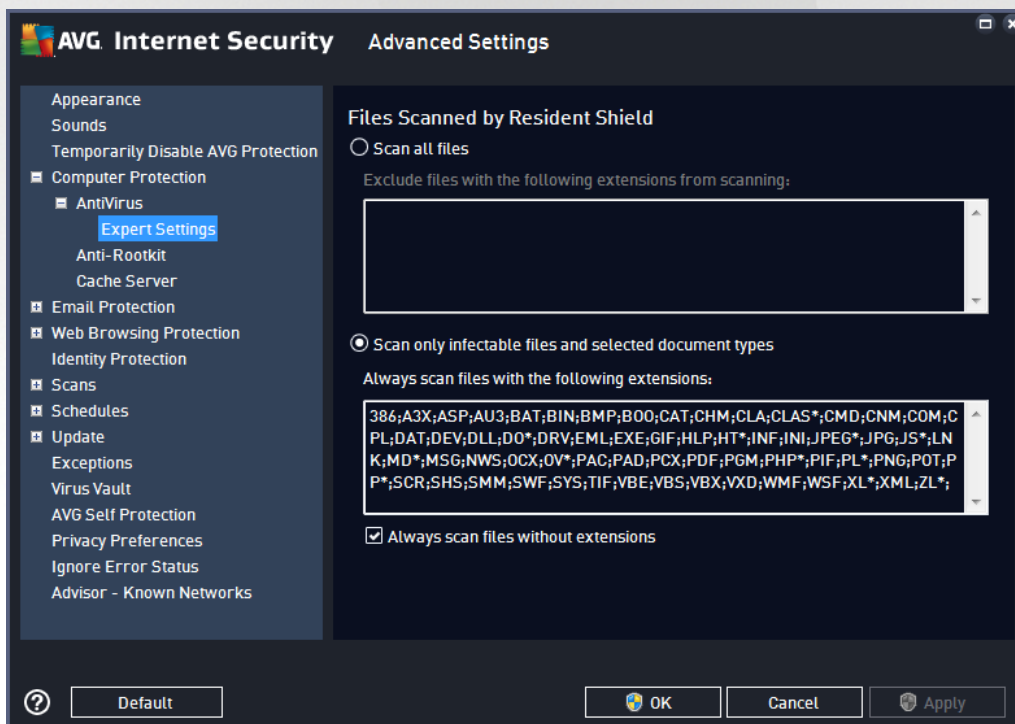 AVG Internet Security Advanced Settings
Appearance
Sounds
Temporarily Disable AVG Protection
Computer Protection
AntiVirus
Expert Settings
Anti-Rootkit
Cache Server
Email Protection
Web Browsing Protection
Identity Protection
Scans
Schedules
Update
Exceptions
Virus Vault
AVG Self Protection
Privacy Preferences
Ignore Error Status
Advisor - Known Networks
Files Scanned by Resident Shield
Scan all files
Exclude files with the following extensions from scanning:
Scan only infectable files and selected document types
Always scan files with the following extensions:
386;A3X;ASP;AU3;BAT;BIN;BMP;BOO;CAT;CHM;CLA;CLAS*;CMD;CNM;COM;C
PL;DAT;DEV;DLL;DO*;DRV;EML;EXE;GIF;HLP;HT*;INF;INI;JPEG*;JPG;JS*;LN
K;MD*;MSG;NWS;OCX;OV*;PAC;PAD;PCX;PDF;PGM;PHP*;PIF;PL*;PNG;POT;P
P*;SCR;SHS;SMM;SWF;SYS;TIF;VBE;VBS;VBX;VXD;WMF;WSF;XL*;XML;ZL*;
Always scan files without extensions
Default
OK
Cancel
Apply